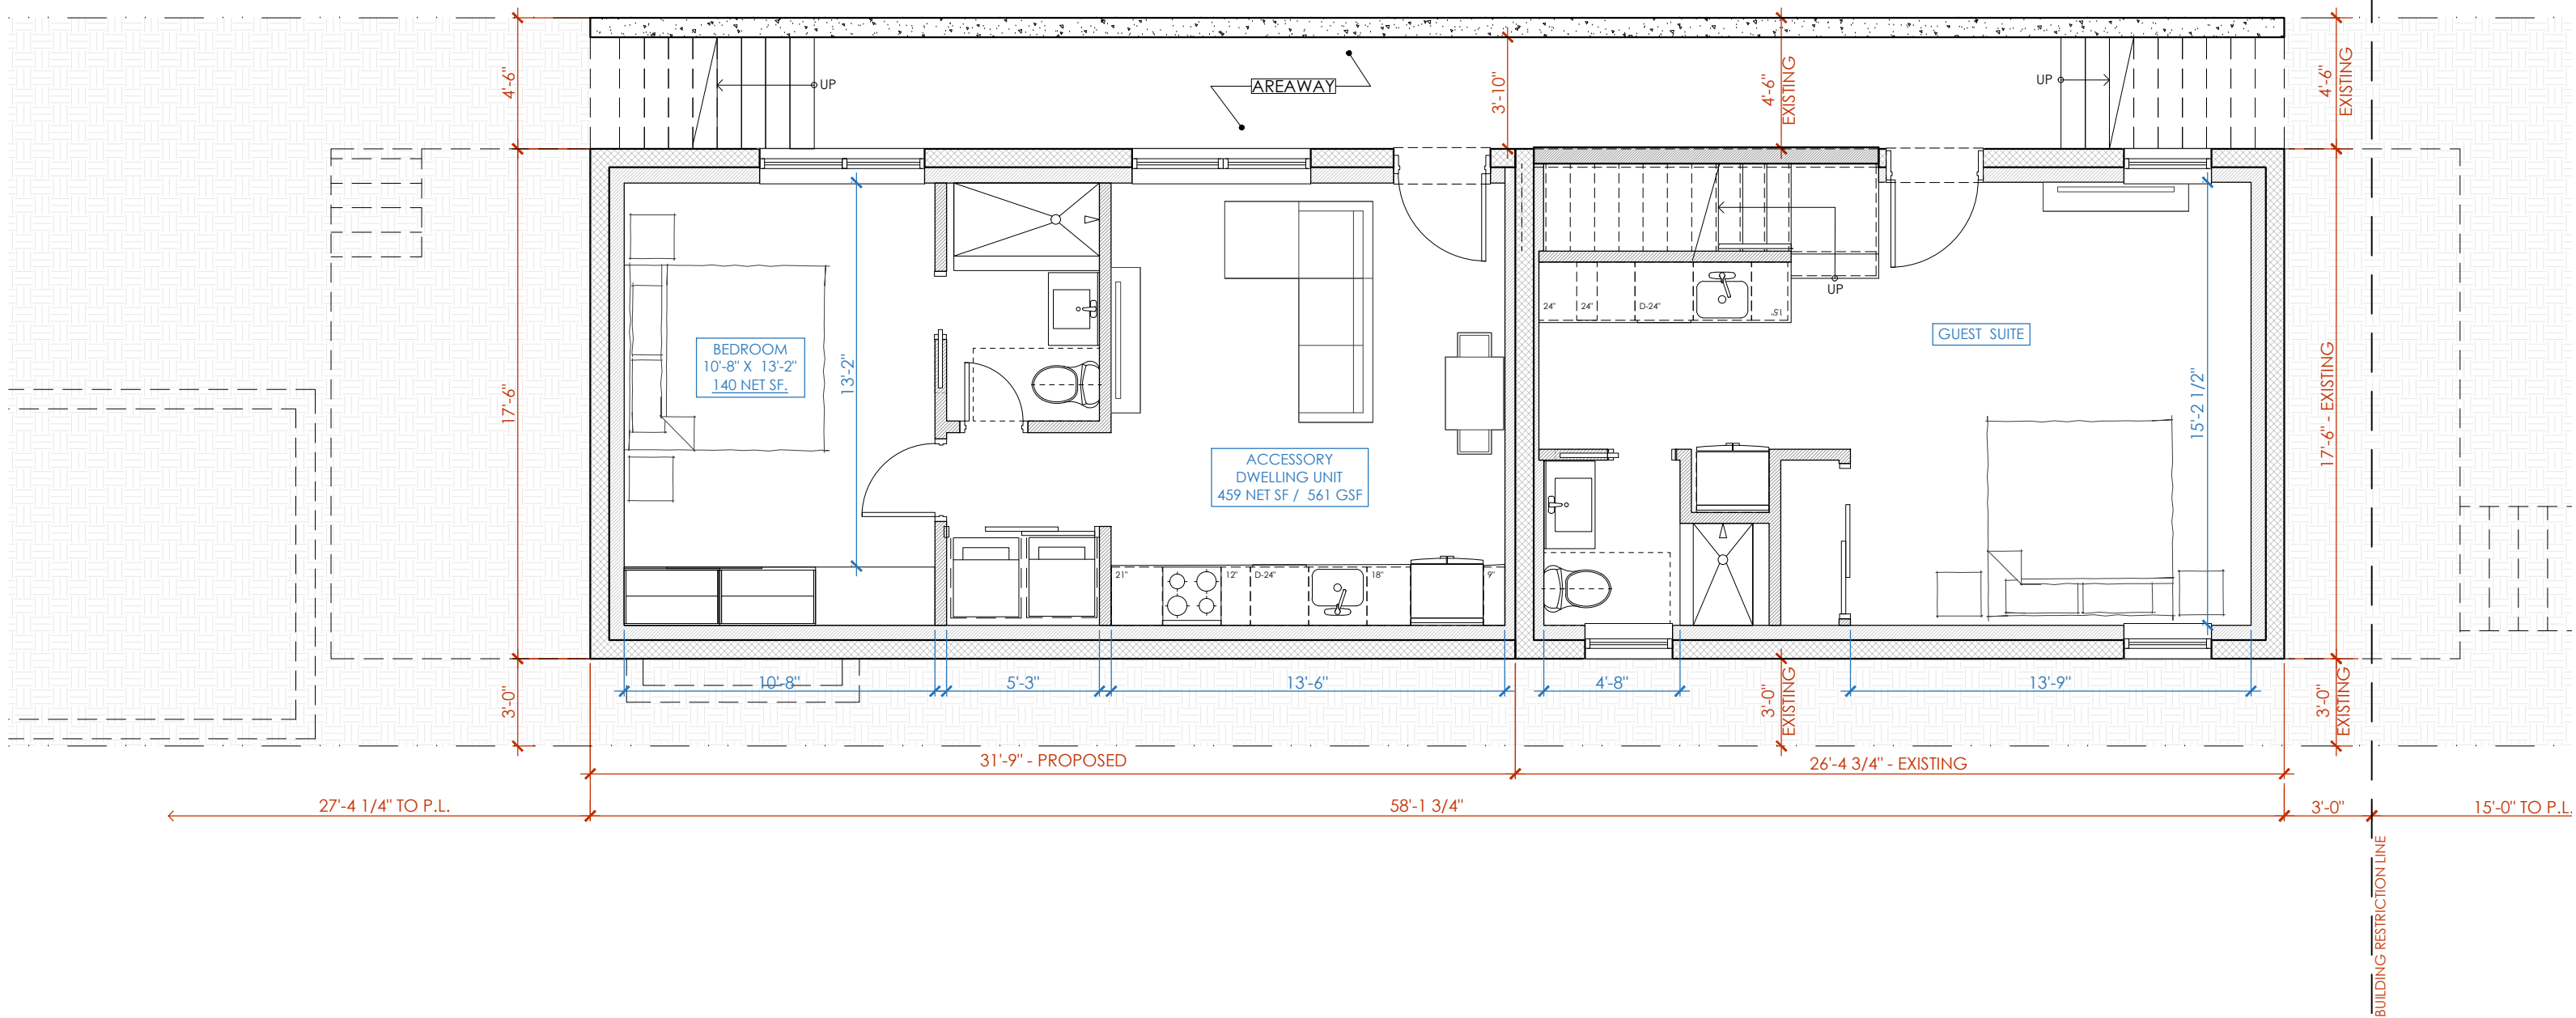 4'-6"
UP
AREAWAY
3'-10"
4'-6"
EXISTING
UP
4'-6"
EXISTING
17'-6"
BEDROOM
10'-8" X 13'-2"
140 NET SF.
13'-2"
ACCESSORY
DWELLING UNIT
459 NET SF / 561 GSF
24"
24"
D-24"
15"
UP
GUEST SUITE
15'-2 1/2"
17'-6" - EXISTING
21"
12"
D-24"
18"
9"
3'-0"
10'-8"
5'-3"
13'-6"
4'-8"
3'-0"
EXISTING
13'-9"
3'-0"
EXISTING
31'-9" - PROPOSED
26'-4 3/4" - EXISTING
27'-4 1/4" TO P.L.
58'-1 3/4"
3'-0"
15'-0" TO P.L.
BUILDING RESTRICTION LINE